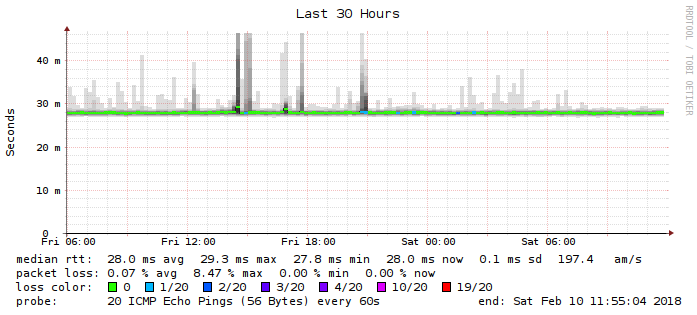 Last 30 Hours
RRDTOOL / TOBI OETIKER
Seconds
40 m
30 m
20 m
10 m
0
Fri 06:00 Fri 12:00 Fri 18:00 Sat 00:00 Sat 06:00
median rtt: 28.0 ms avg 29.3 ms max 27.8 ms min 28.0 ms now 0.1 ms sd 197.4 am/s
packet loss: 0.07 % avg 8.47 % max 0.00 % min 0.00 % now
loss color: 0 1/20 2/20 3/20 4/20 10/20 19/20
probe: 20 ICMP Echo Pings (56 Bytes) every 60s end: Sat Feb 10 11:55:04 2018